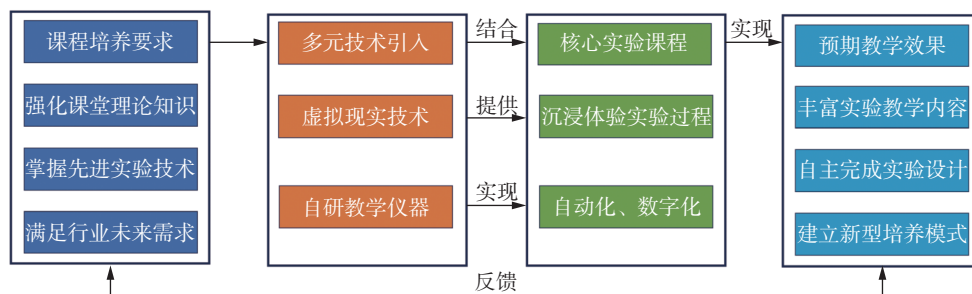 课程培养要求
强化课堂理论知识
掌握先进实验技术
满足行业未来需求
多元技术引入
虚拟现实技术
自研教学仪器
结合
提供
实现
核心实验课程
沉浸体验实验过程
自动化、数字化
实现
预期教学效果
丰富实验教学内容
自主完成实验设计
建立新型培养模式
反馈